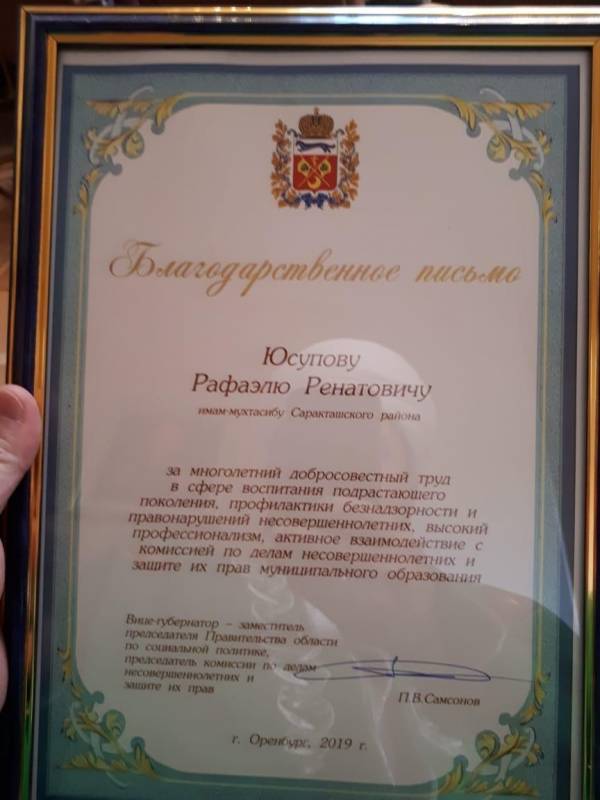 Благодарственное письмо
Юсупову
Рафаэлю Ренатовичу
имам-мухтасибу Саракташского района
за многолетний добросовестный труд
в сфере воспитания подрастающего
поколения, профилактики безнадзорности и
правонарушений несовершеннолетних, высокий
профессионализм, активное взаимодействие с
комиссией по делам несовершеннолетних и
защите их прав муниципального образования
Вице-губернатор – заместитель
председателя Правительства области
по социальной политике,
председатель комиссии по делам
несовершеннолетних и
защите их прав
П.В.Самсонов
г. Оренбург, 2019 г.